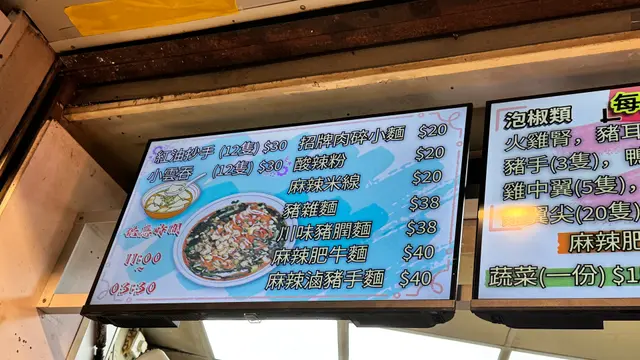 紅油抄手 (12隻) $30
小雲吞 (12隻) $30
招牌肉碎小麵 $20
酸辣粉 $20
麻辣米線 $20
豬雜麵 $38
川味豬膶麵 $38
麻辣肥牛麵 $40
麻辣滷豬手麵 $40
11:00
03:30
泡椒類
每
火雞腎,豬耳
豬手(3隻),鴨
雞中翼(5隻),
翼尖(20隻)
麻辣肥
蔬菜(一份) $1